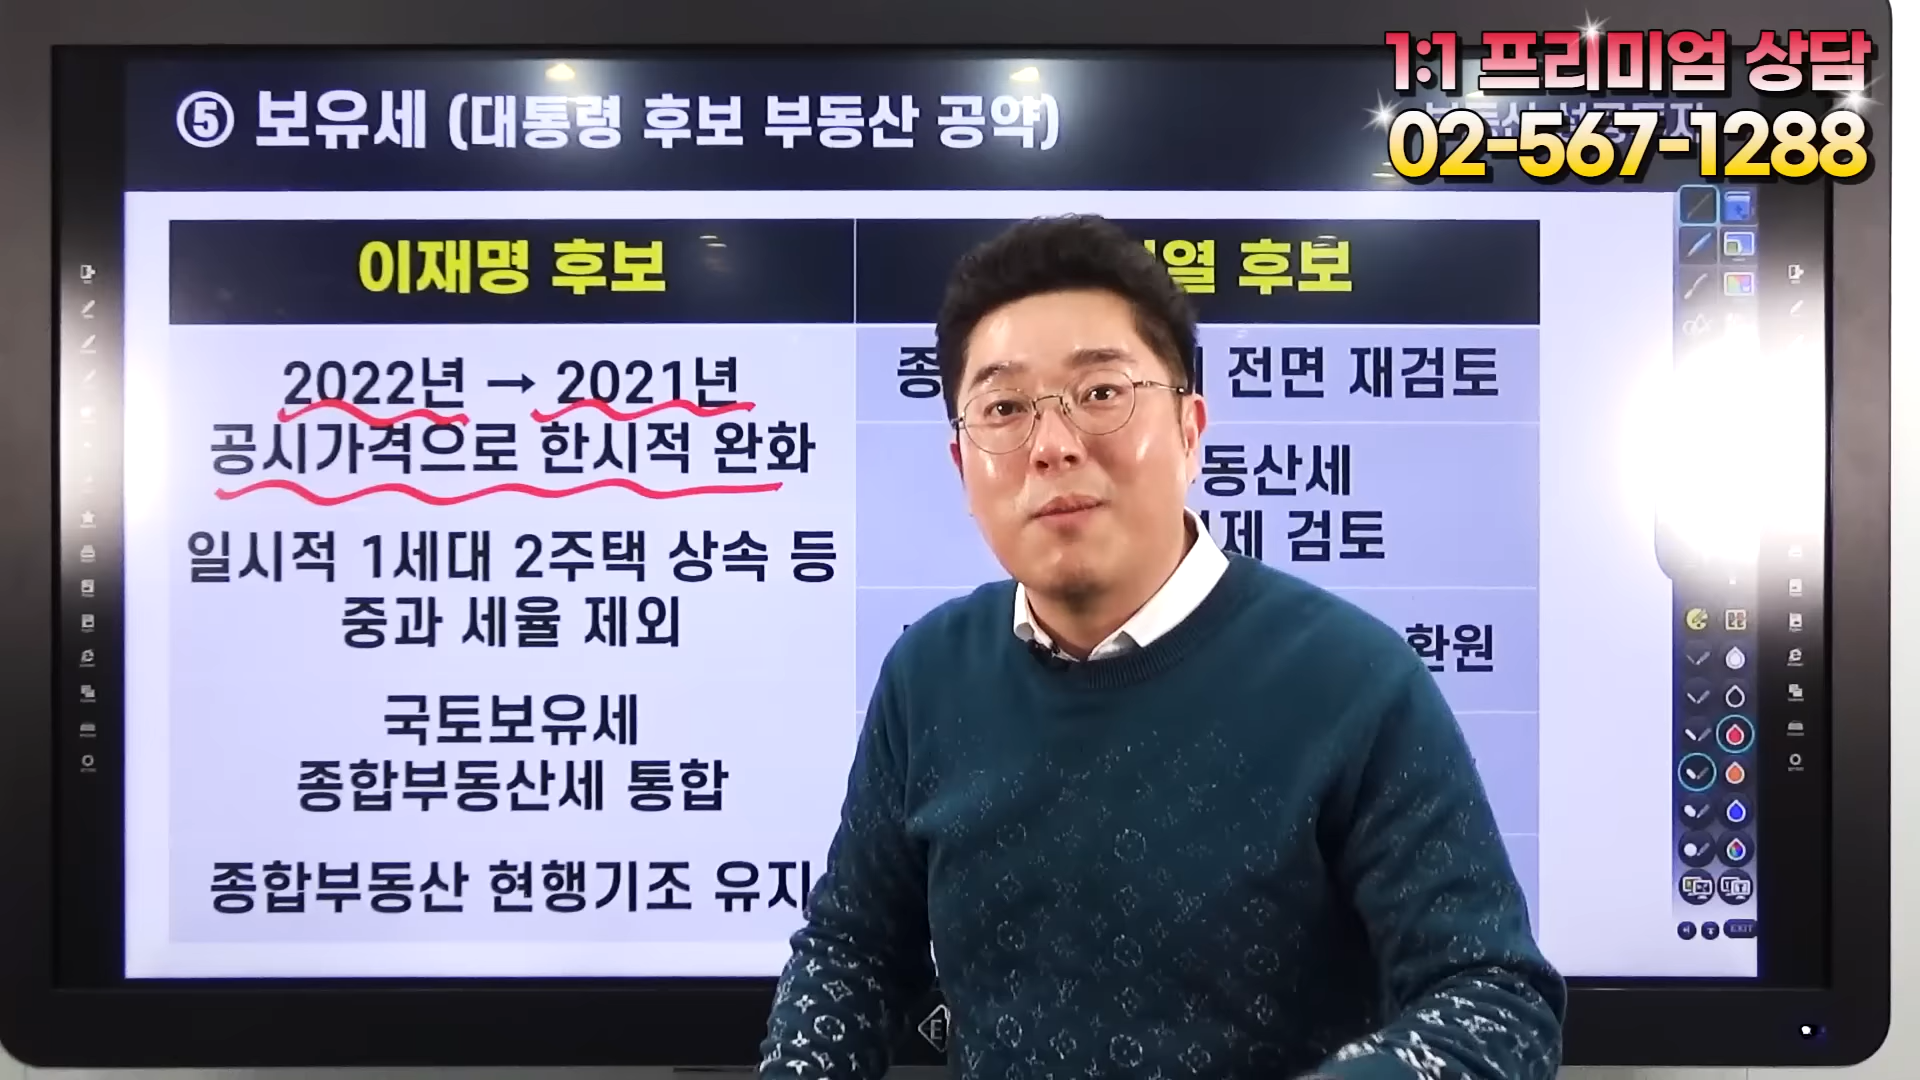 1:1 프리미엄 상담
02-567-1288
⑤ 보유세 (대통령 후보 부동산 공약)
이재명 후보
열 후보
2022년 → 2021년
공시가격으로 한시적 완화
일시적 1세대 2주택 상속 등
중과 세율 제외
국토보유세
종합부동산세 통합
종합부동산 현행기조 유지
종
전면 재검토
동산세
제 검토
환원
EXIT
E